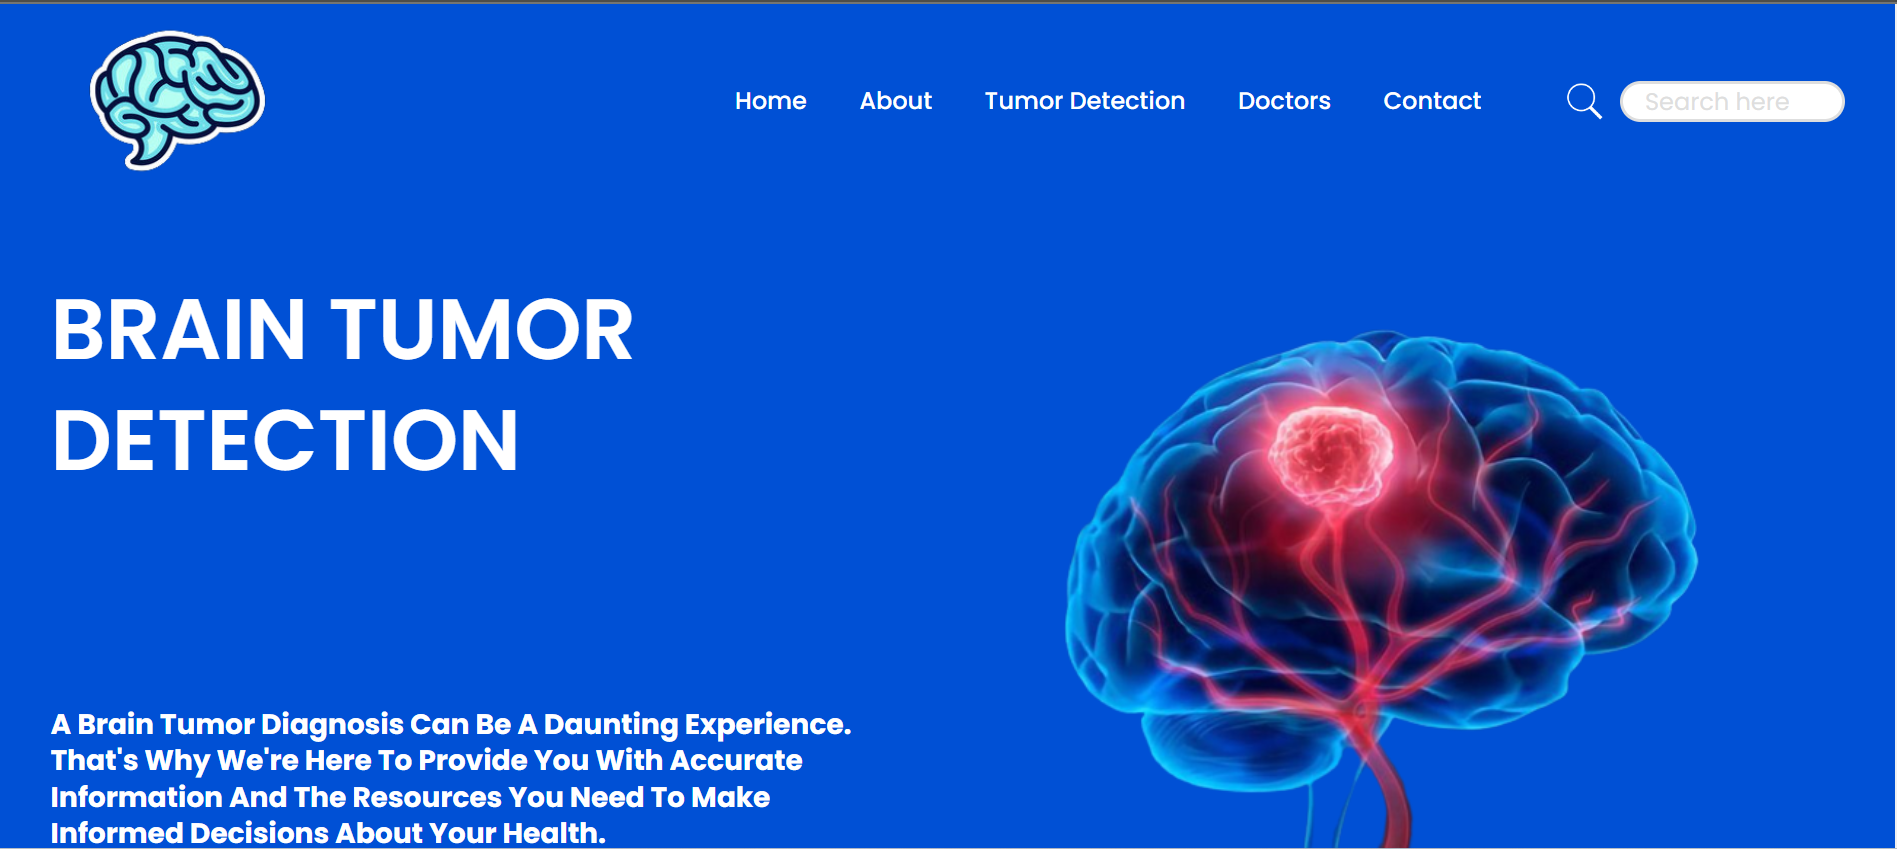 Home About Tumor Detection Doctors Contact Search here
BRAIN TUMOR
DETECTION
A Brain Tumor Diagnosis Can Be A Daunting Experience.
That's Why We're Here To Provide You With Accurate
Information And The Resources You Need To Make
Informed Decisions About Your Health.